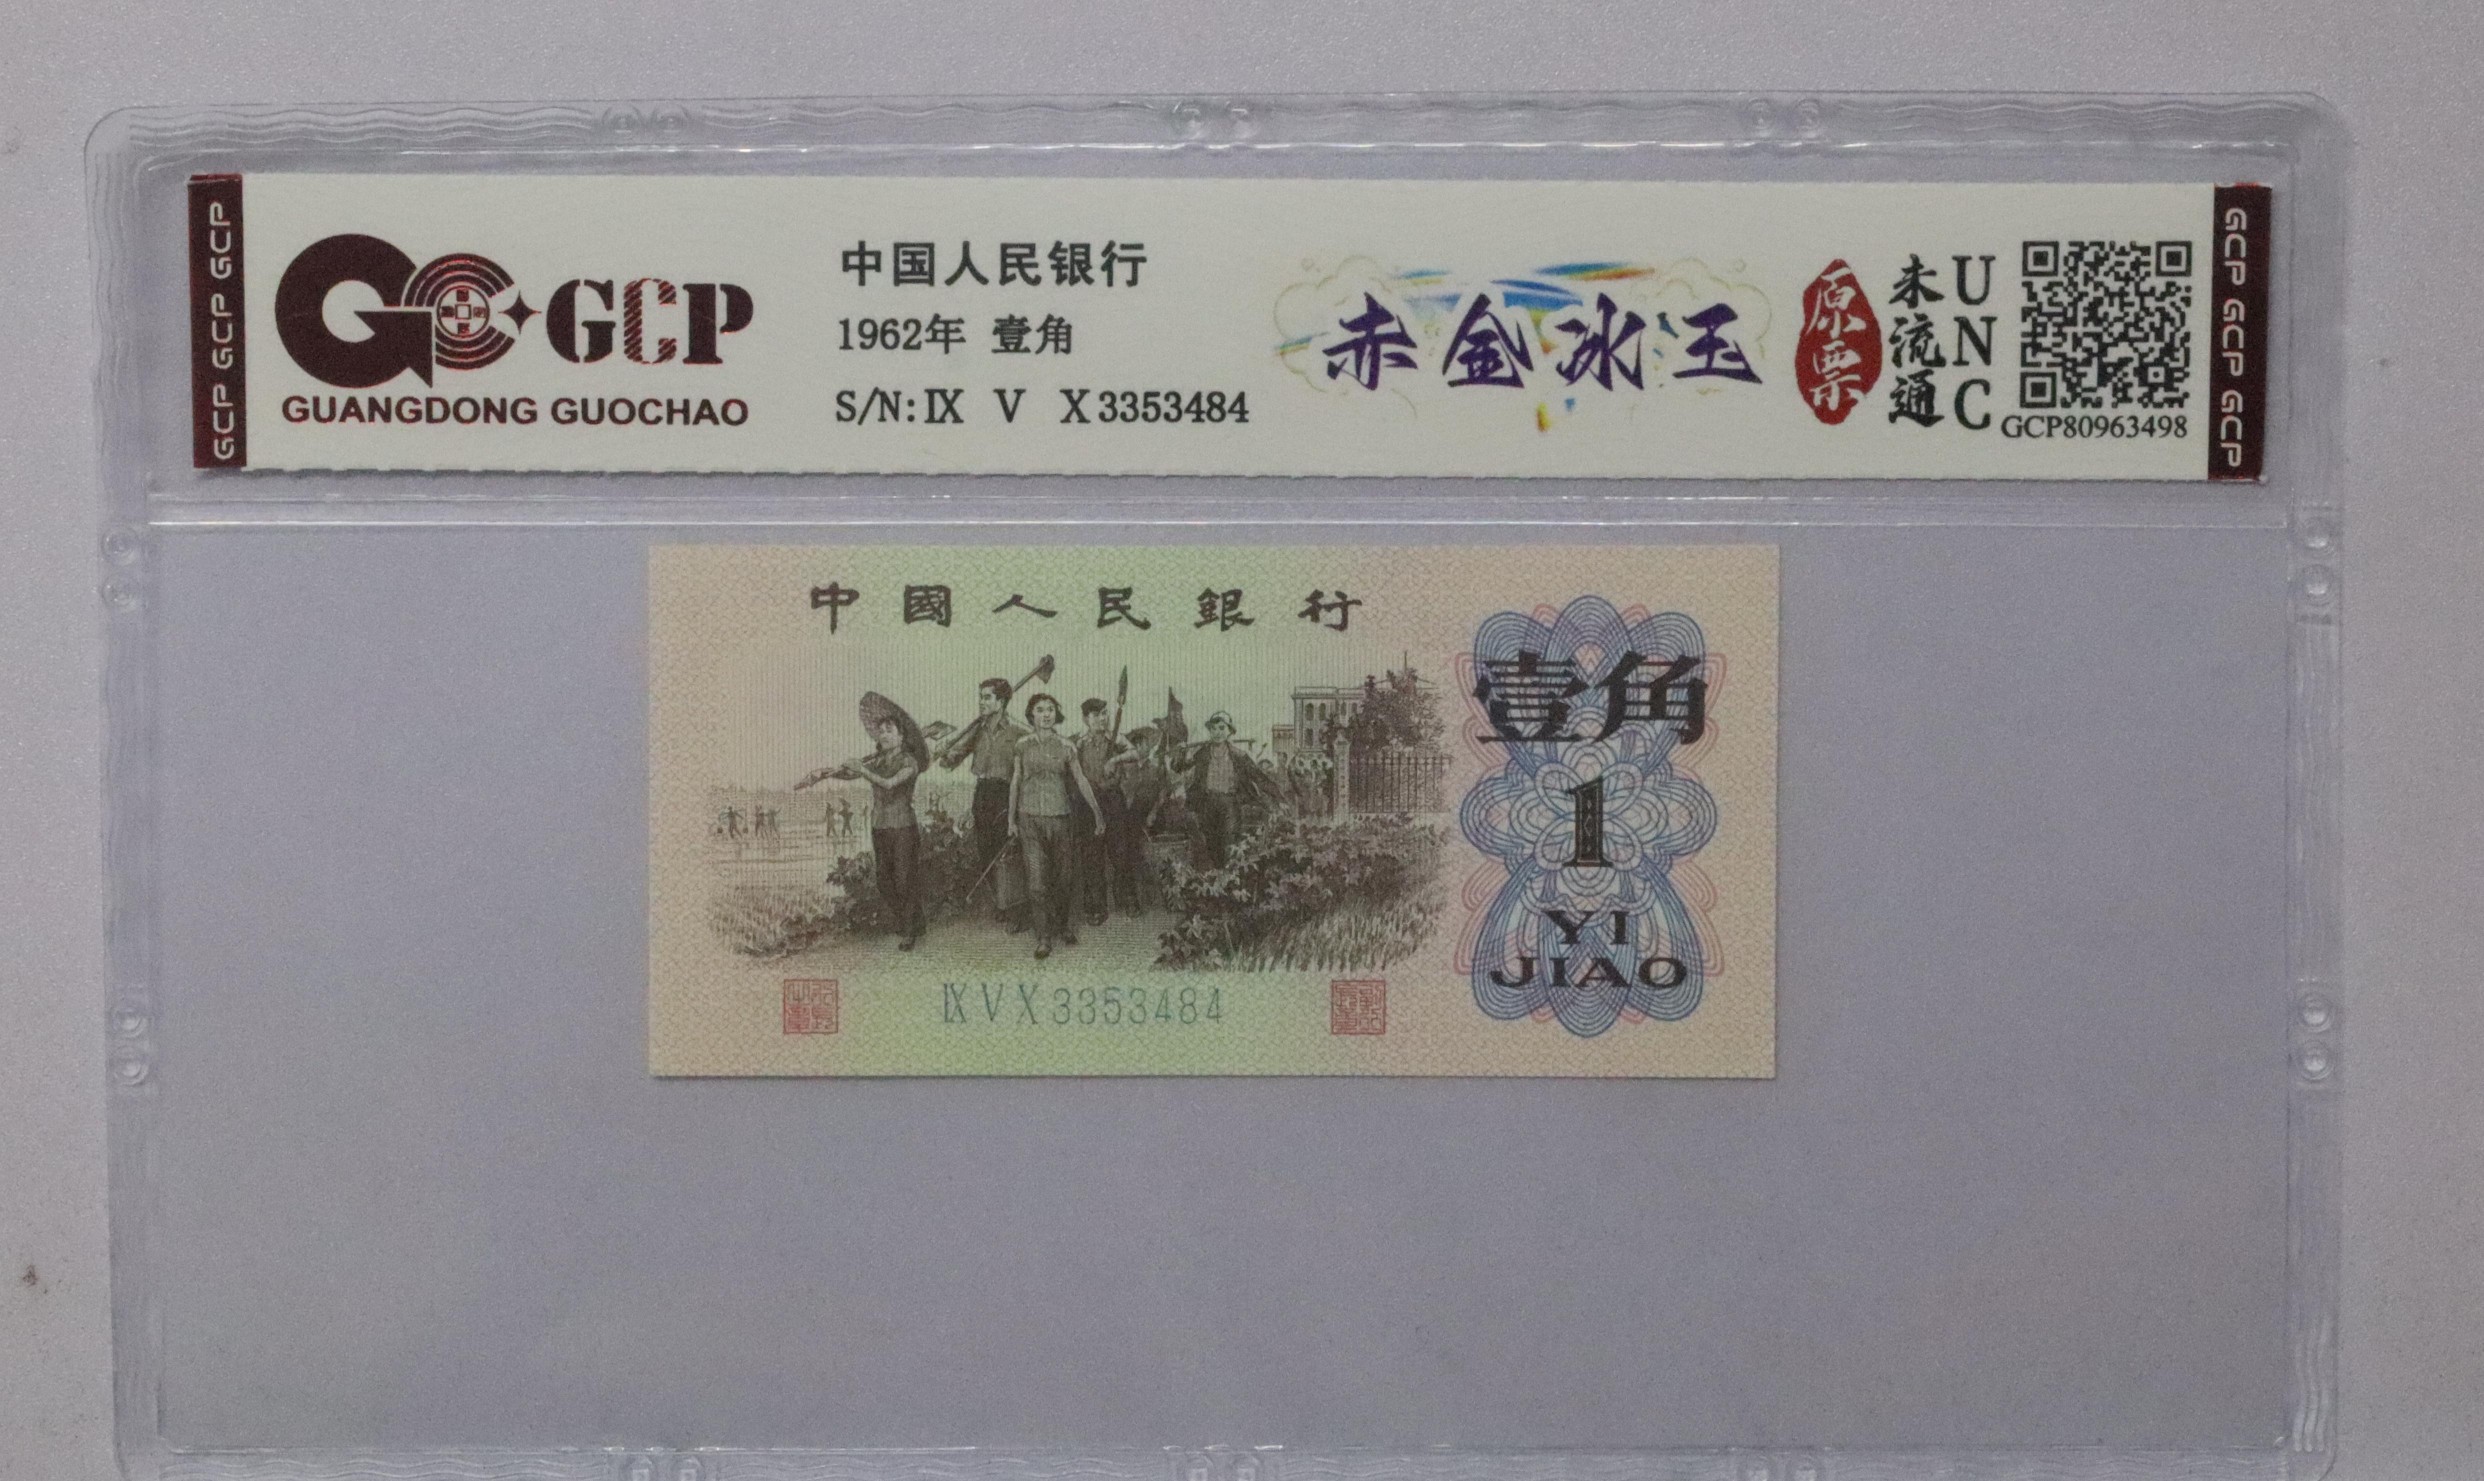 GCP GCP GCP
GCP
GUANGDONG GUOCHAO
中国人民银行
1962年 壹角
S/N: Ⅸ Ⅴ Ⅹ 3353484
赤金冰玉
原票
未流通
UNC
GCP80963498
GCP GCP GCP
中國人民銀行
壹角
1
YI
JIAO
ⅨⅤⅩ3353484